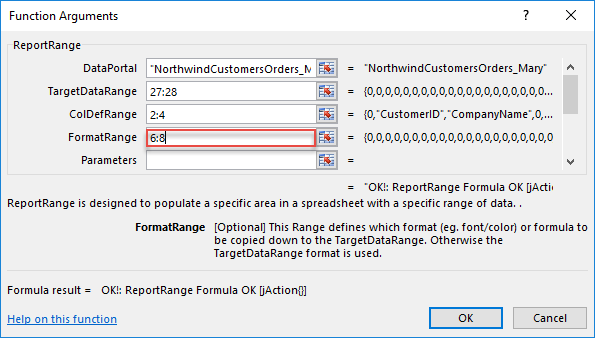 Function Arguments
ReportRange
DataPortal "NorthwindCustomersOrders_M = "NorthwindCustomersOrders_Mary"
TargetDataRange 27:28 = {0,0,0,0,0,0,0,0,0,0,0,0,0,0,0,0,0,0,0,0...
ColDefRange 2:4 = {0,"CustomerID","CompanyName",0,...
FormatRange 6:8 = {0,0,0,0,0,0,0,0,0,0,0,0,0,0,0,0,0,0,0,0
Parameters =
= "OK!: ReportRange Formula OK [jActio
ReportRange is designed to populate a specific area in a spreadsheet with a specific range of data. .
FormatRange [Optional] This Range defines which format (eg. font/color) or formula to
be copied down to the TargetDataRange. Otherwise the
TargetDataRange format is used.
Formula result = OK!: ReportRange Formula OK [jAction{}]
Help on this function
OK Cancel